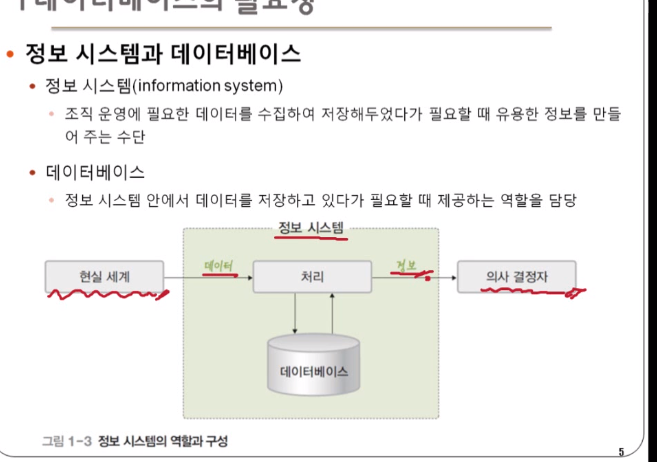 데이터베이스의 필요성
• 정보 시스템과 데이터베이스
• 정보 시스템(information system)
• 조직 운영에 필요한 데이터를 수집하여 저장해두었다가 필요할 때 유용한 정보를 만들
어 주는 수단
• 데이터베이스
• 정보 시스템 안에서 데이터를 저장하고 있다가 필요할 때 제공하는 역할을 담당
정보 시스템
현실 세계
데이터
처리
정보
의사 결정자
데이터베이스
그림 1-3 정보 시스템의 역할과 구성
5